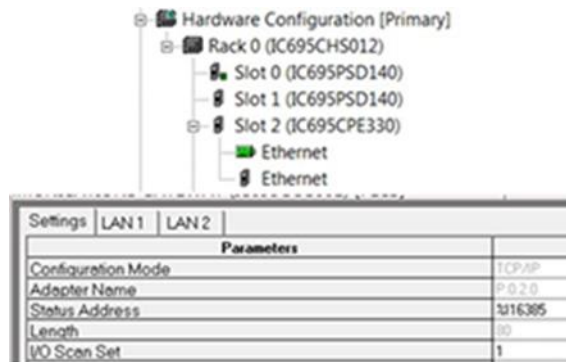 Hardware Configuration [Primary]
Rack 0 (IC695CHS012)
Slot 0 (IC695PSD140)
Slot 1 (IC695PSD140)
Slot 2 (IC695CPE330)
Ethernet
Ethernet
Settings LAN 1 LAN 2
Parameters
Configuration Mode TCP/IP
Adapter Name P.0.2.0
Status Address %I16385
Length 80
I/O Scan Set 1